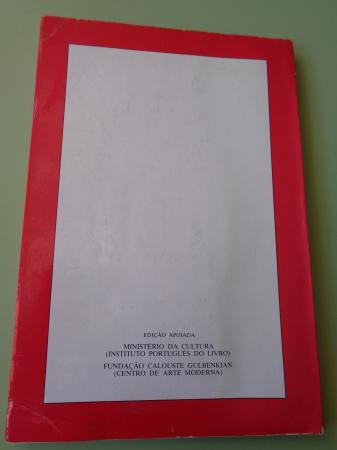 EDIÇÃO APOIADA
MINISTÉRIO DA CULTURA
(INSTITUTO PORTUGUÊS DO LIVRO)
FUNDAÇÃO CALOUSTE GULBENKIAN
(CENTRO DE ARTE MODERNA)